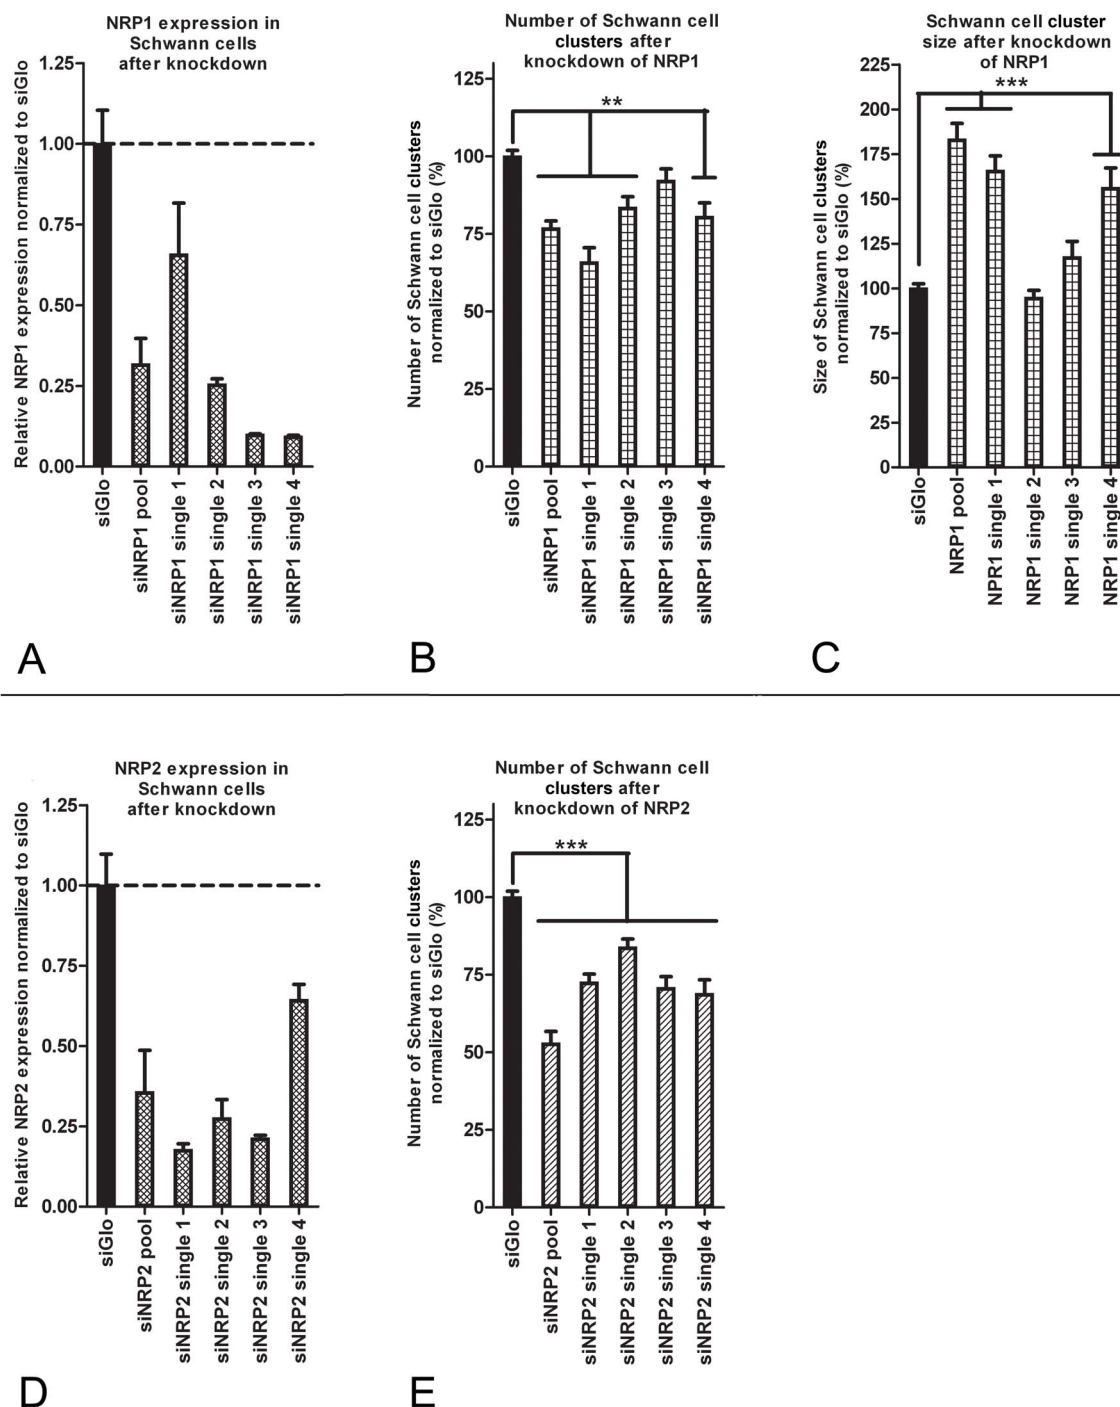 NRP1 expression in
Schwann cells
after knockdown
Relative NRP1 expression normalized to siGlo
1.25
1.00
0.75
0.50
0.25
0.00
siGlo
siNRP1 pool
siNRP1 single 1
siNRP1 single 2
siNRP1 single 3
siNRP1 single 4
A
Number of Schwann cell
clusters after
knockdown of NRP1
Number of Schwann cell clusters
normalized to siGlo (%)
125
100
75
50
25
0
**
siGlo
siNRP1 pool
siNRP1 single 1
siNRP1 single 2
siNRP1 single 3
siNRP1 single 4
B
Schwann cell cluster
size after knockdown
of NRP1
Size of Schwann cell clusters
normalized to siGlo (%)
225
200
175
150
125
100
75
50
25
0
***
siGlo
NRP1 pool
NPR1 single 1
NRP1 single 2
NRP1 single 3
NRP1 single 4
C
NRP2 expression in
Schwann cells
after knockdown
Relative NRP2 expression normalized to siGlo
1.25
1.00
0.75
0.50
0.25
0.00
siGlo
siNRP2 pool
siNRP2 single 1
siNRP2 single 2
siNRP2 single 3
siNRP2 single 4
D
Number of Schwann cell
clusters after
knockdown of NRP2
Number of Schwann cell clusters
normalized to siGlo (%)
125
100
75
50
25
0
***
siGlo
siNRP2 pool
siNRP2 single 1
siNRP2 single 2
siNRP2 single 3
siNRP2 single 4
E